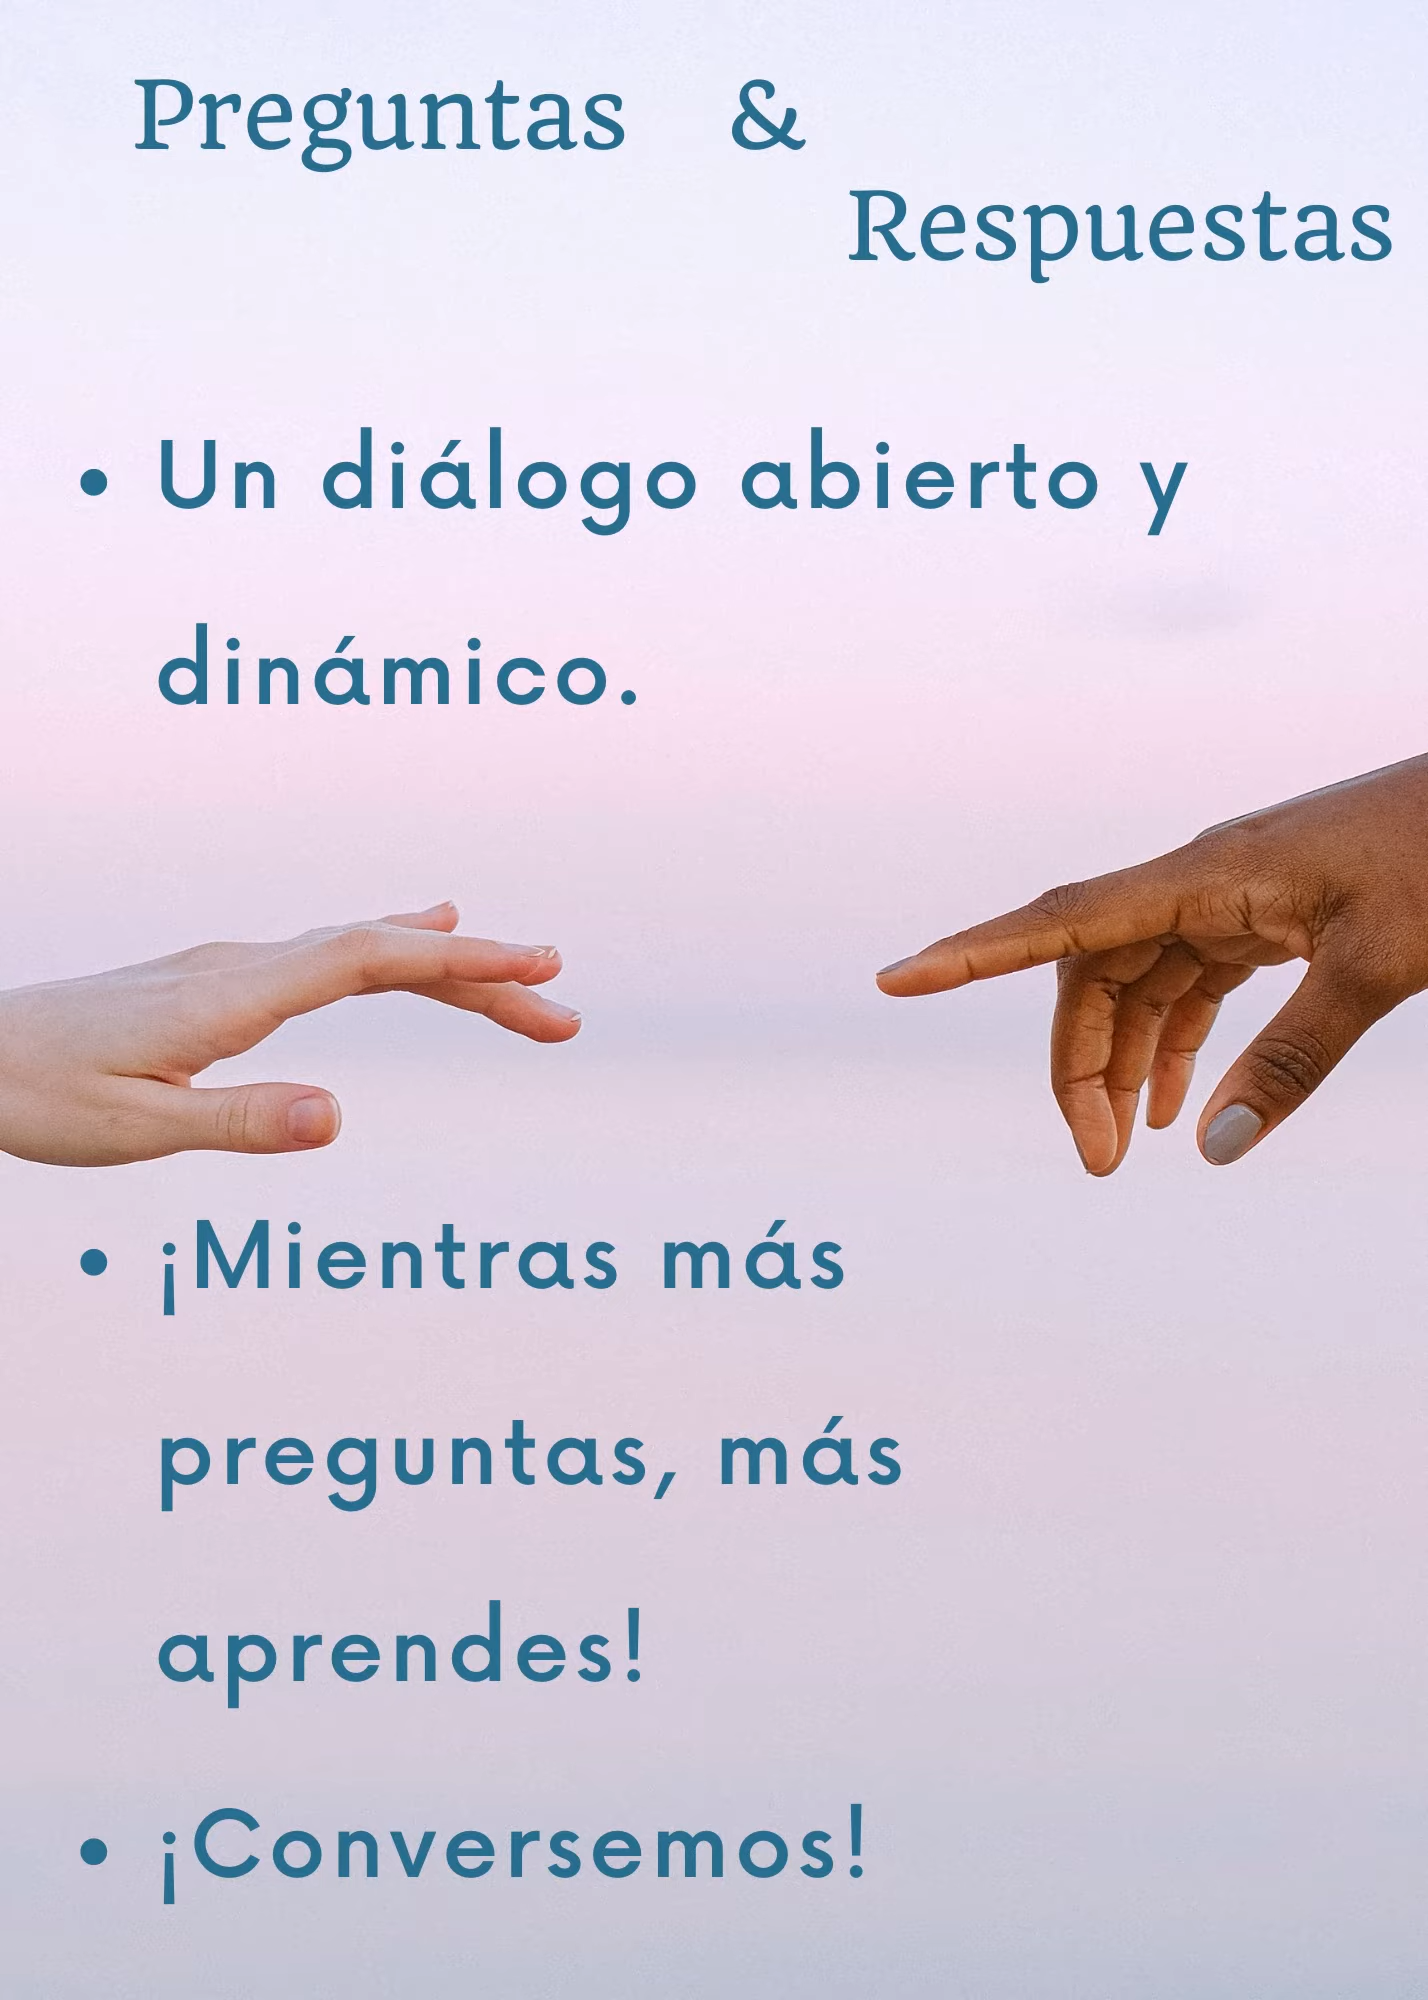 Preguntas &
Respuestas
• Un diálogo abierto y
dinámico.
• ¡Mientras más
preguntas, más
aprendes!
• ¡Conversemos!